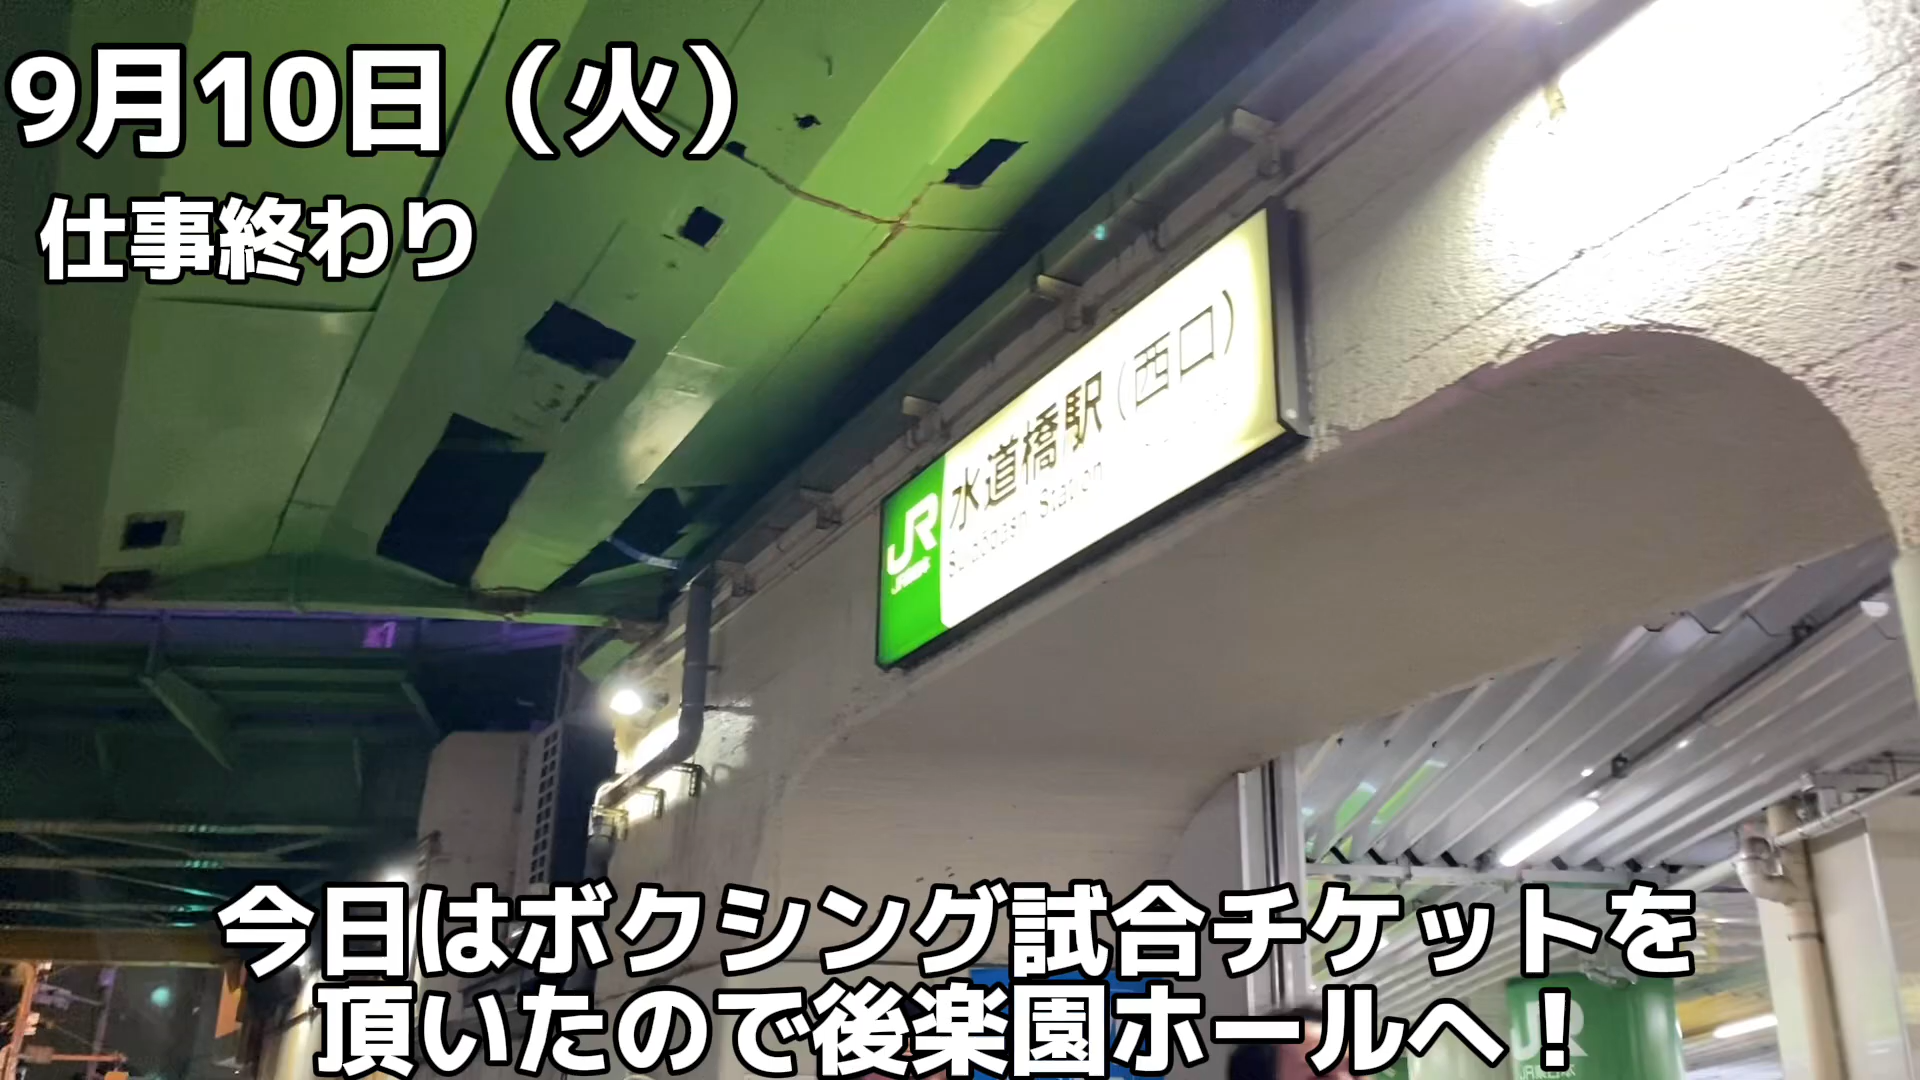 9月10日（火）
仕事終わり
水道橋駅（西口）
Station
JR
今日はボクシング試合チケットを
頂いたので後楽園ホールへ！
JR